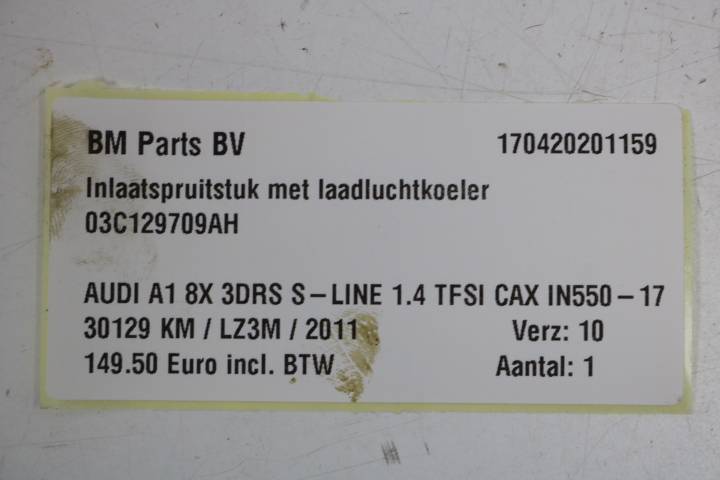 BM Parts BV 170420201159
Inlaatspruitstuk met laadluchtkoeler
03C129709AH
AUDI A1 8X 3DRS S-LINE 1.4 TFSI CAX IN550-17
30129 KM / LZ3M / 2011 Verz: 10
149.50 Euro incl. BTW Aantal: 1